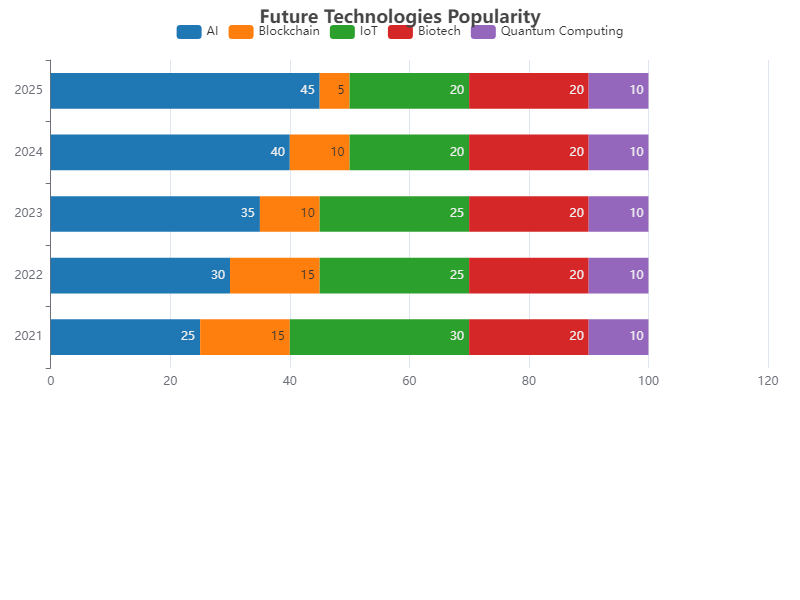 Future Technologies Popularity
AI Blockchain IoT Biotech Quantum Computing
2025 45 5 20 20 10
2024 40 10 20 20 10
2023 35 10 25 20 10
2022 30 15 25 20 10
2021 25 15 30 20 10
0 20 40 60 80 100 120